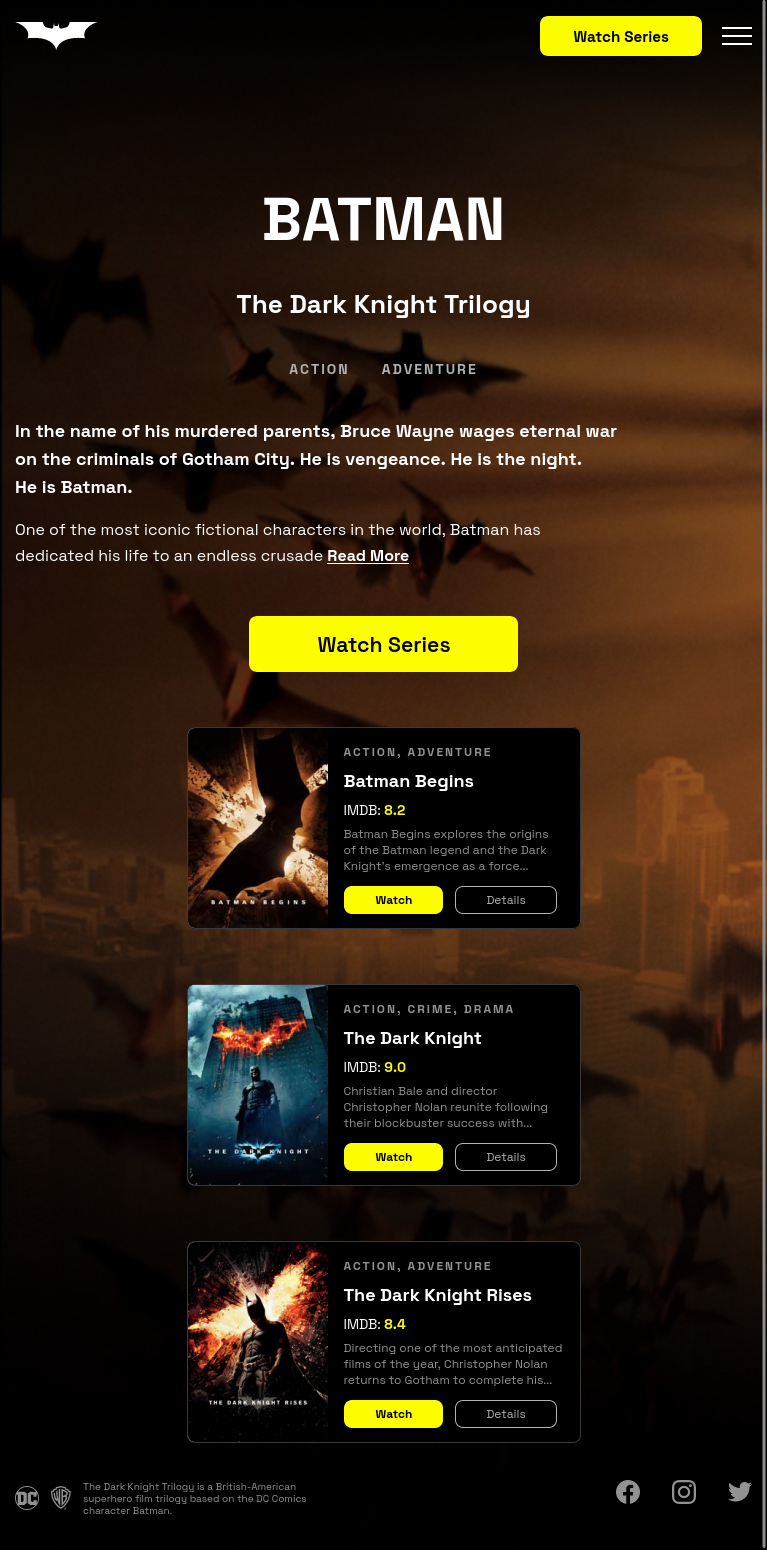 Watch Series
BATMAN
The Dark Knight Trilogy
ACTION ADVENTURE
In the name of his murdered parents, Bruce Wayne wages eternal war
on the criminals of Gotham City. He is vengeance. He is the night.
He is Batman.
One of the most iconic fictional characters in the world, Batman has
dedicated his life to an endless crusade Read More
Watch Series
BATMAN BEGINS
ACTION, ADVENTURE
Batman Begins
IMDB: 8.2
Batman Begins explores the origins
of the Batman legend and the Dark
Knight's emergence as a force...
Watch Details
THE DARK KNIGHT
ACTION, CRIME, DRAMA
The Dark Knight
IMDB: 9.0
Christian Bale and director
Christopher Nolan reunite following
their blockbuster success with...
Watch Details
THE DARK KNIGHT RISES
ACTION, ADVENTURE
The Dark Knight Rises
IMDB: 8.4
Directing one of the most anticipated
films of the year, Christopher Nolan
returns to Gotham to complete his...
Watch Details
DC
WB
The Dark Knight Trilogy is a British-American
superhero film trilogy based on the DC Comics
character Batman.